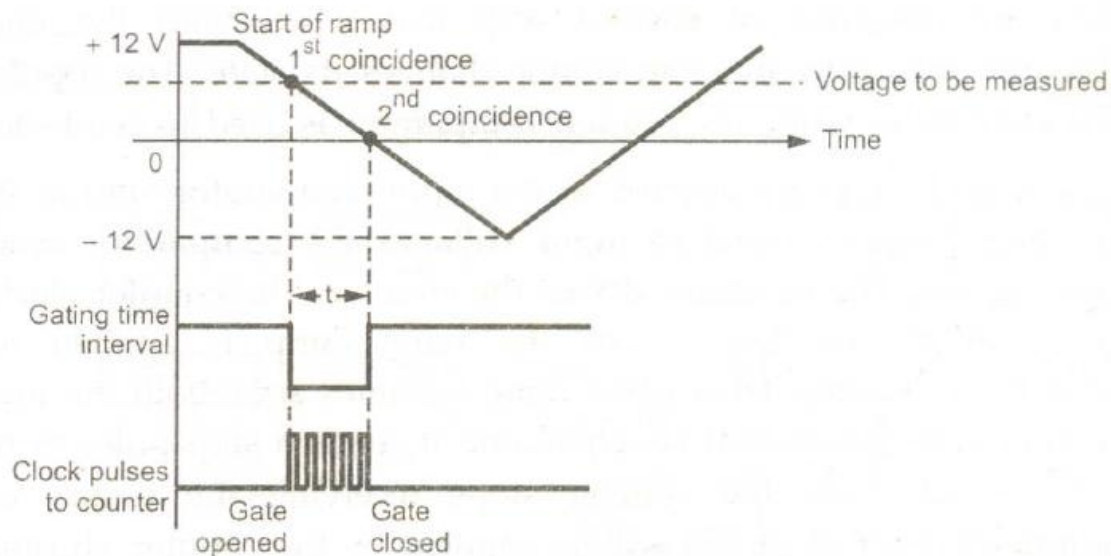 Start of ramp
+ 12 V
1st coincidence
Voltage to be measured
2nd coincidence
Time
0
– 12 V
t
Gating time
interval
Clock pulses
to counter
Gate
opened
Gate
closed